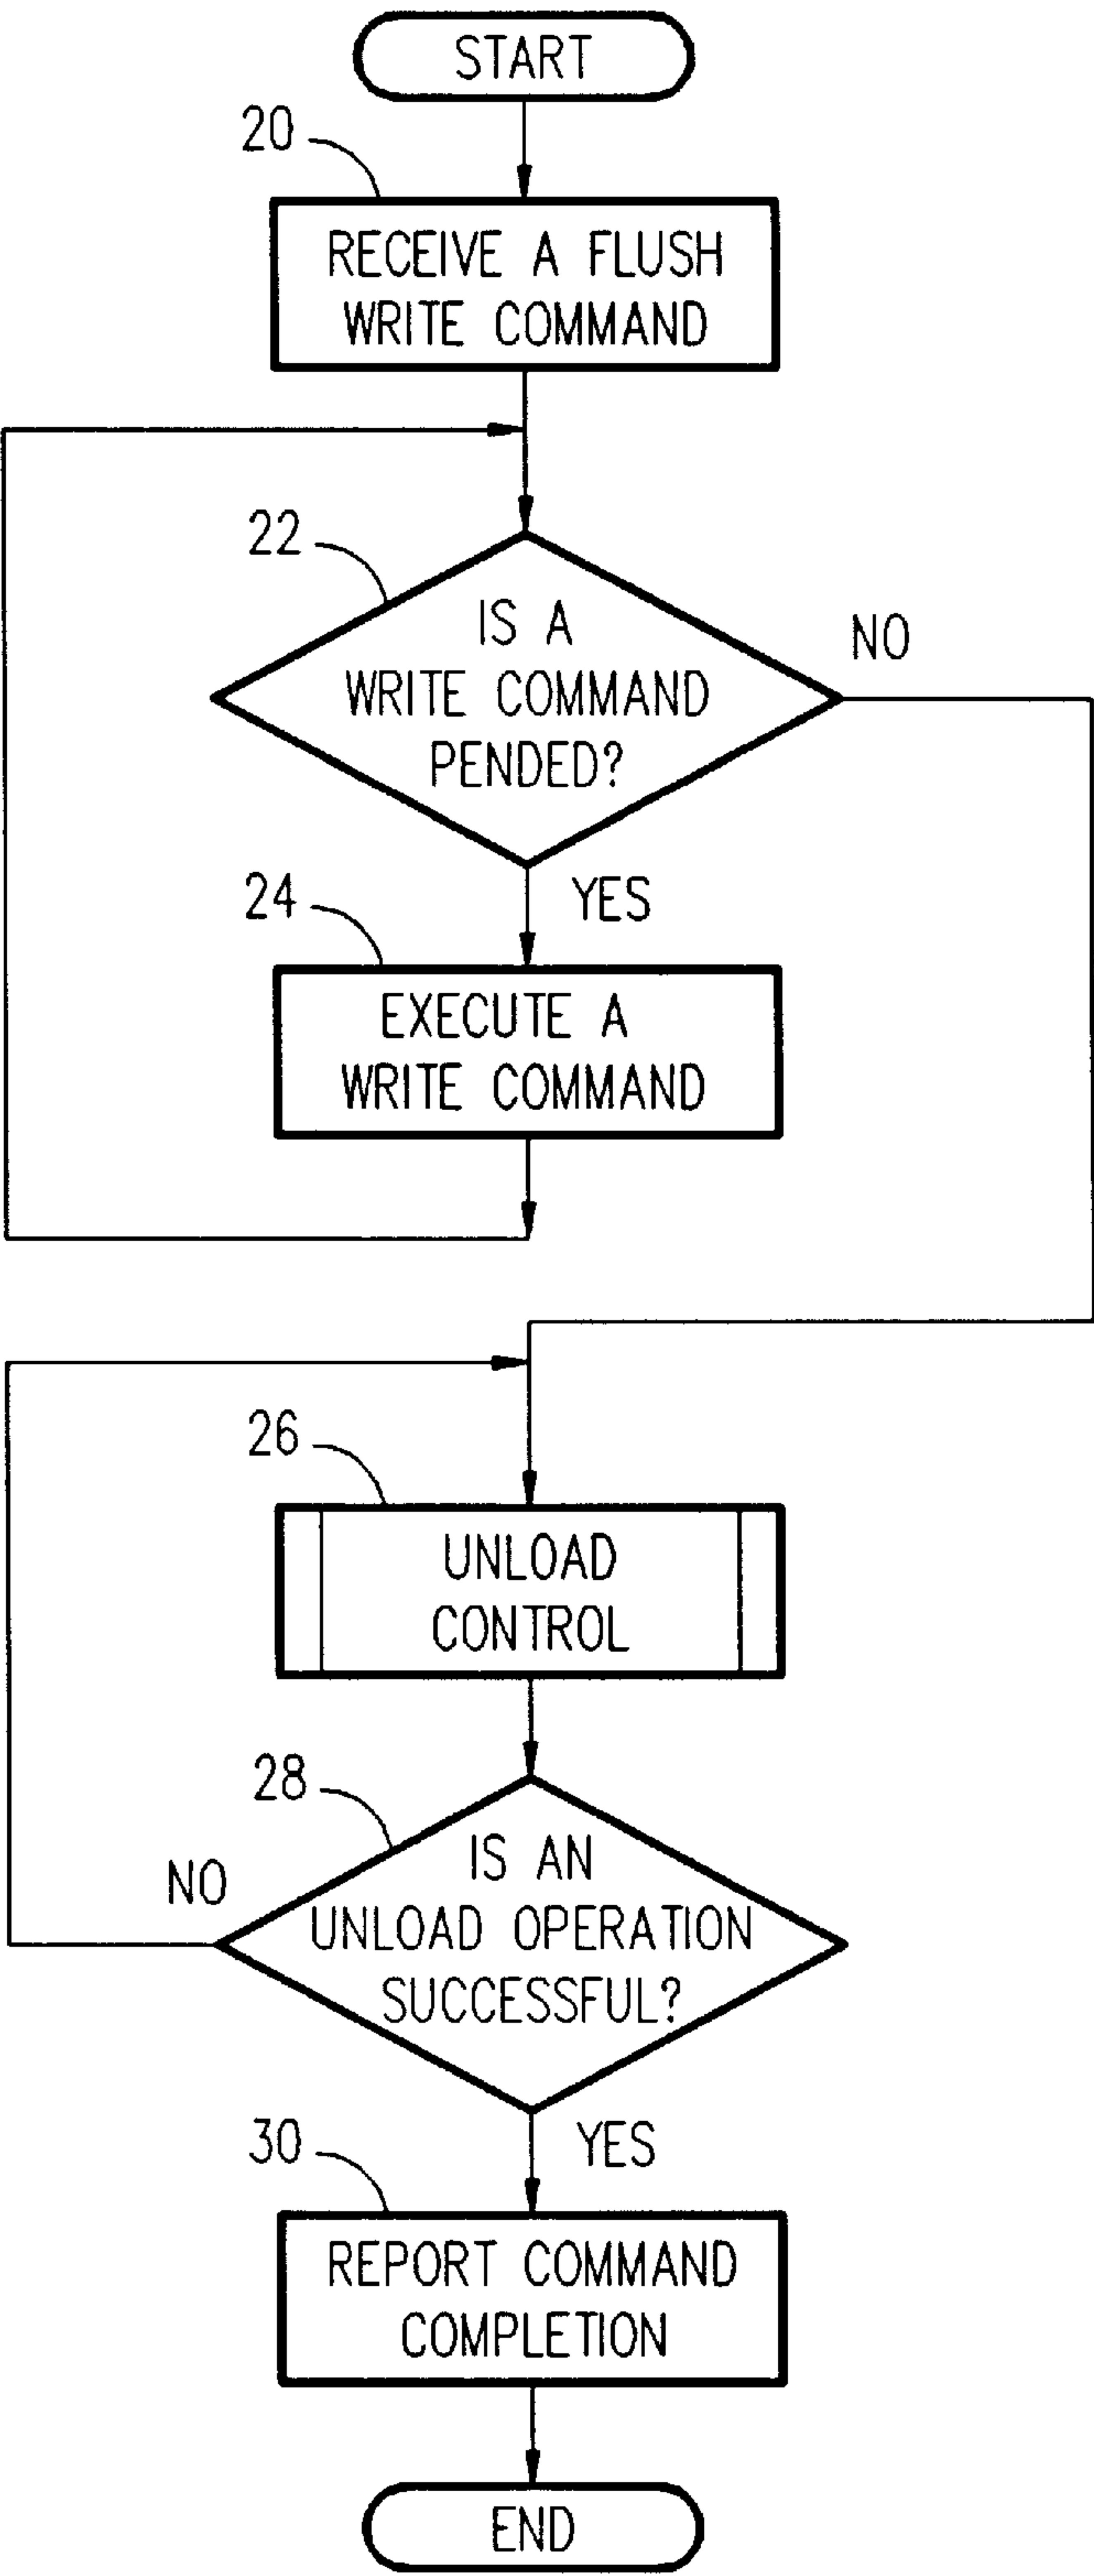 START
20
RECEIVE A FLUSH
WRITE COMMAND
22
IS A
WRITE COMMAND
PENDED?
NO
YES
24
EXECUTE A
WRITE COMMAND
26
UNLOAD
CONTROL
28
IS AN
UNLOAD OPERATION
SUCCESSFUL?
NO
YES
30
REPORT COMMAND
COMPLETION
END